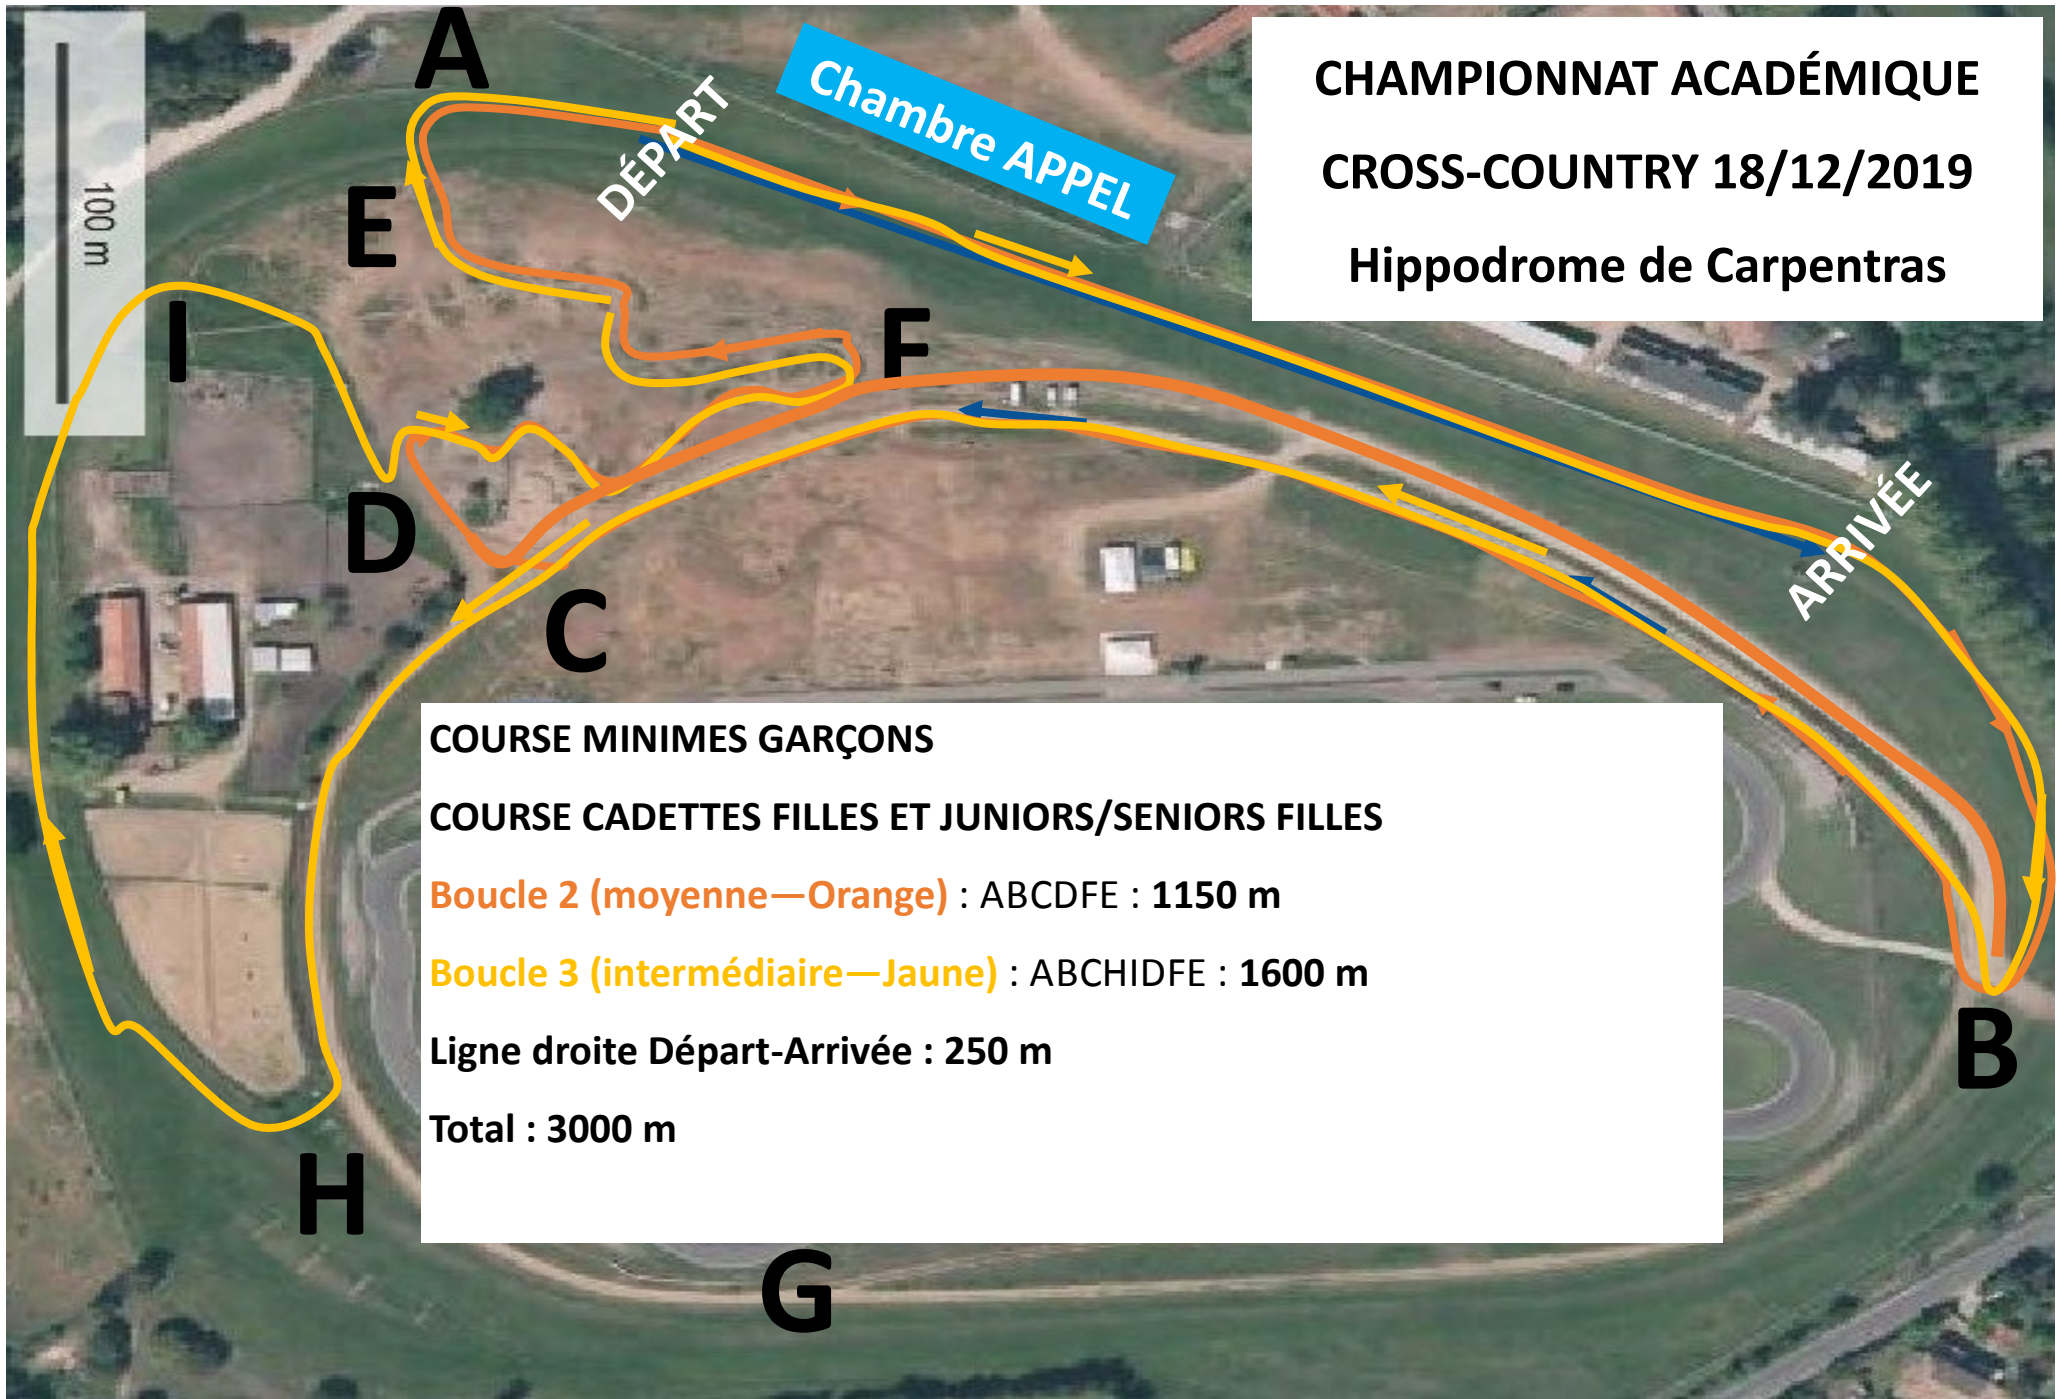 A
DÉPART
Chambre APPEL
CHAMPIONNAT ACADÉMIQUE
CROSS-COUNTRY 18/12/2019
Hippodrome de Carpentras
100 m
E
I
F
D
ARRIVÉE
C
COURSE MINIMES GARÇONS
COURSE CADETTES FILLES ET JUNIORS/SENIORS FILLES
Boucle 2 (moyenne—Orange) : ABCDFE : 1150 m
Boucle 3 (intermédiaire—Jaune) : ABCHIDFE : 1600 m
Ligne droite Départ-Arrivée : 250 m
Total : 3000 m
B
H
G